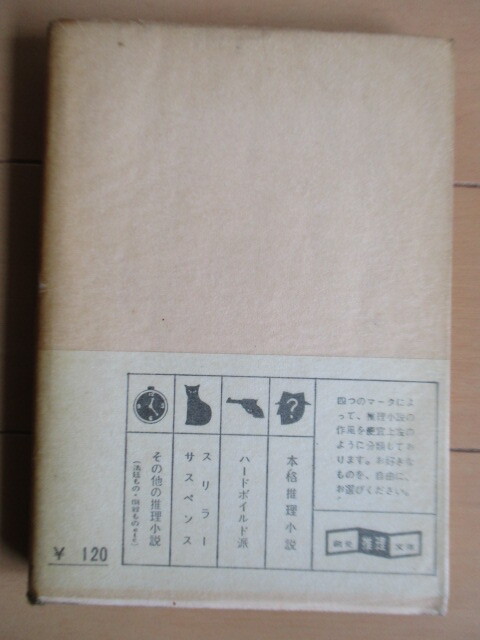 四つのマークによ
って、推理小説の
作風を便宜上次の
ように分類してお
ります。お好きな
ものを、自由に、
お選びください。
?
本格推理小説
ハードボイルド派
スリラー
サスペンス
その他の推理小説
(法廷もの・倒叙ものetc)
創元推理文庫
¥ 120